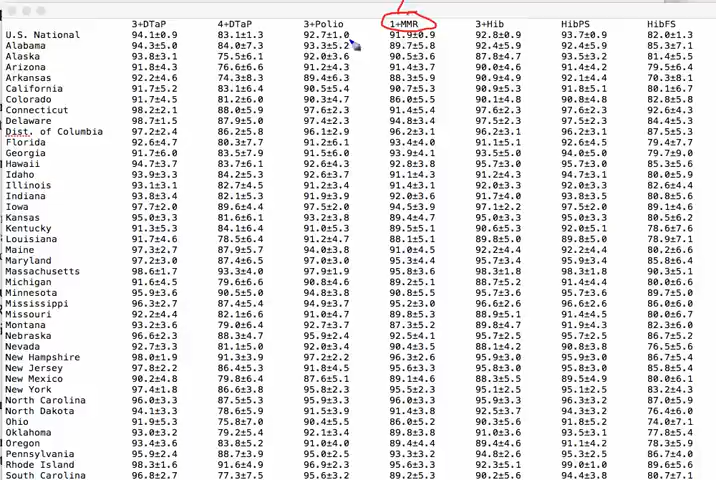 3+DTaP 4+DTaP 3+Polio 1+MMR 3+Hib HibPS HibFS
U.S. National 94.1±0.9 83.1±1.3 92.7±1.0 91.9±0.9 92.8±0.9 93.7±0.9 82.0±1.3
Alabama 94.3±5.0 84.0±7.3 93.3±5.2 89.7±5.8 92.4±5.9 92.4±5.9 85.3±7.1
Alaska 93.8±3.1 75.5±6.1 92.0±3.6 90.5±3.6 87.8±4.7 93.5±3.2 81.4±5.5
Arizona 91.8±4.3 76.6±6.6 91.2±4.3 91.4±3.7 90.0±4.6 91.4±4.2 79.5±6.4
Arkansas 92.2±4.6 74.3±8.3 89.4±6.3 88.3±5.9 90.9±4.9 92.1±4.4 70.3±8.1
California 91.7±5.2 83.1±6.4 90.5±5.4 90.7±5.3 90.9±5.3 91.8±5.1 80.1±6.7
Colorado 91.7±4.5 81.2±6.0 90.3±4.7 86.0±5.5 90.1±4.8 90.8±4.8 82.8±5.8
Connecticut 98.2±2.1 88.0±5.9 97.6±2.3 91.4±5.4 97.6±2.3 97.6±2.3 92.6±4.3
Delaware 98.7±1.5 87.9±5.0 97.4±2.3 94.8±3.4 97.5±2.3 97.5±2.3 84.4±5.3
Dist. of Columbia 97.2±2.4 86.2±5.8 96.1±2.9 96.2±3.1 96.2±3.1 96.2±3.1 87.5±5.3
Florida 92.6±4.7 80.3±7.7 91.2±6.1 93.4±4.0 91.1±5.1 92.6±4.5 79.4±7.7
Georgia 91.7±6.0 83.5±7.9 91.5±6.0 93.9±4.1 93.5±5.0 94.0±5.0 79.7±9.0
Hawaii 94.7±3.7 83.7±6.1 92.6±4.3 92.8±3.8 95.7±3.0 95.7±3.0 85.3±5.6
Idaho 93.9±3.3 84.2±5.3 92.6±3.7 91.1±4.3 91.2±4.3 94.7±3.1 80.0±5.9
Illinois 93.1±3.1 82.7±4.5 91.2±3.4 91.4±3.1 92.0±3.3 92.0±3.3 82.6±4.4
Indiana 93.8±3.4 82.1±5.3 91.9±3.9 92.0±3.6 91.7±4.0 93.8±3.5 80.8±5.6
Iowa 97.7±2.0 89.6±4.4 97.5±2.0 94.5±3.9 97.1±2.2 97.5±2.0 89.1±4.6
Kansas 95.0±3.3 81.6±6.1 93.2±3.8 89.4±4.7 95.0±3.3 95.0±3.3 80.5±6.2
Kentucky 91.3±5.3 84.1±6.4 91.0±5.3 89.5±5.1 90.6±5.3 92.0±5.1 78.6±7.6
Louisiana 91.7±4.6 78.5±6.4 91.2±4.7 88.1±5.1 89.8±5.0 89.8±5.0 78.9±7.1
Maine 97.3±2.7 87.9±5.7 94.0±3.8 91.0±4.5 92.2±4.4 92.2±4.4 80.2±6.6
Maryland 97.2±3.0 87.4±6.5 97.0±3.0 95.3±4.4 95.7±3.4 95.9±3.4 85.8±6.4
Massachusetts 98.6±1.7 93.3±4.0 97.9±1.9 95.8±3.6 98.3±1.8 98.3±1.8 90.3±5.1
Michigan 91.6±4.5 79.6±6.6 90.8±4.6 89.2±5.1 88.7±5.2 91.4±4.4 80.0±6.6
Minnesota 95.9±3.6 90.5±5.0 94.8±3.8 90.8±5.5 95.7±3.6 95.7±3.6 89.7±5.0
Mississippi 96.3±2.7 87.4±5.4 94.9±3.7 95.2±3.0 96.6±2.6 96.6±2.6 86.0±6.0
Missouri 92.2±4.4 82.1±6.6 91.0±4.7 89.8±5.3 88.9±5.1 91.4±4.5 80.0±6.7
Montana 93.2±3.6 79.0±6.4 92.7±3.7 87.3±5.2 89.8±4.7 91.9±4.3 82.3±6.0
Nebraska 96.6±2.3 88.3±4.7 95.9±2.4 92.5±4.1 95.7±2.5 95.7±2.5 86.7±5.2
Nevada 92.7±3.3 81.1±5.0 92.0±3.4 90.4±3.5 88.1±4.2 90.8±3.8 76.5±5.6
New Hampshire 98.0±1.9 91.3±3.9 97.2±2.2 96.3±2.6 95.9±3.0 95.9±3.0 86.7±5.4
New Jersey 97.8±2.2 86.4±5.3 91.8±4.8 95.6±3.3 95.9±3.0 95.9±3.0 86.7±5.4
New Mexico 90.2±4.8 79.8±6.4 87.6±5.1 89.1±4.6 88.3±5.5 89.5±4.9 80.0±6.1
New York 97.4±1.8 86.6±3.8 95.8±2.3 95.5±2.3 95.1±2.5 95.1±2.5 83.2±4.3
North Carolina 96.0±3.3 87.5±5.3 95.9±3.3 96.0±3.3 95.9±3.3 94.3±3.2 87.0±5.9
North Dakota 94.1±3.3 78.6±5.9 91.5±3.9 91.4±3.8 92.5±3.7 94.3±3.2 76.4±6.0
Ohio 91.9±5.3 75.8±7.0 90.4±5.5 86.0±5.2 90.3±5.6 91.8±5.2 74.0±7.1
Oklahoma 93.0±3.2 79.2±5.4 92.1±3.4 89.8±3.8 91.0±3.6 93.5±3.1 77.8±5.4
Oregon 93.4±3.6 83.8±5.2 91.0±4.0 89.4±4.4 89.4±4.6 91.1±4.2 78.3±5.9
Pennsylvania 95.9±2.4 88.7±3.9 95.0±2.5 93.3±3.2 94.8±2.6 95.3±2.5 86.7±4.0
Rhode Island 98.3±1.6 91.6±4.9 96.9±2.3 95.6±3.3 92.3±5.1 99.0±1.0 89.6±5.6
South Carolina 96.8±2.7 77.3±7.5 95.6±3.2 89.2±5.3 90.9±5.2 94.3±3.9 80.7±7.1